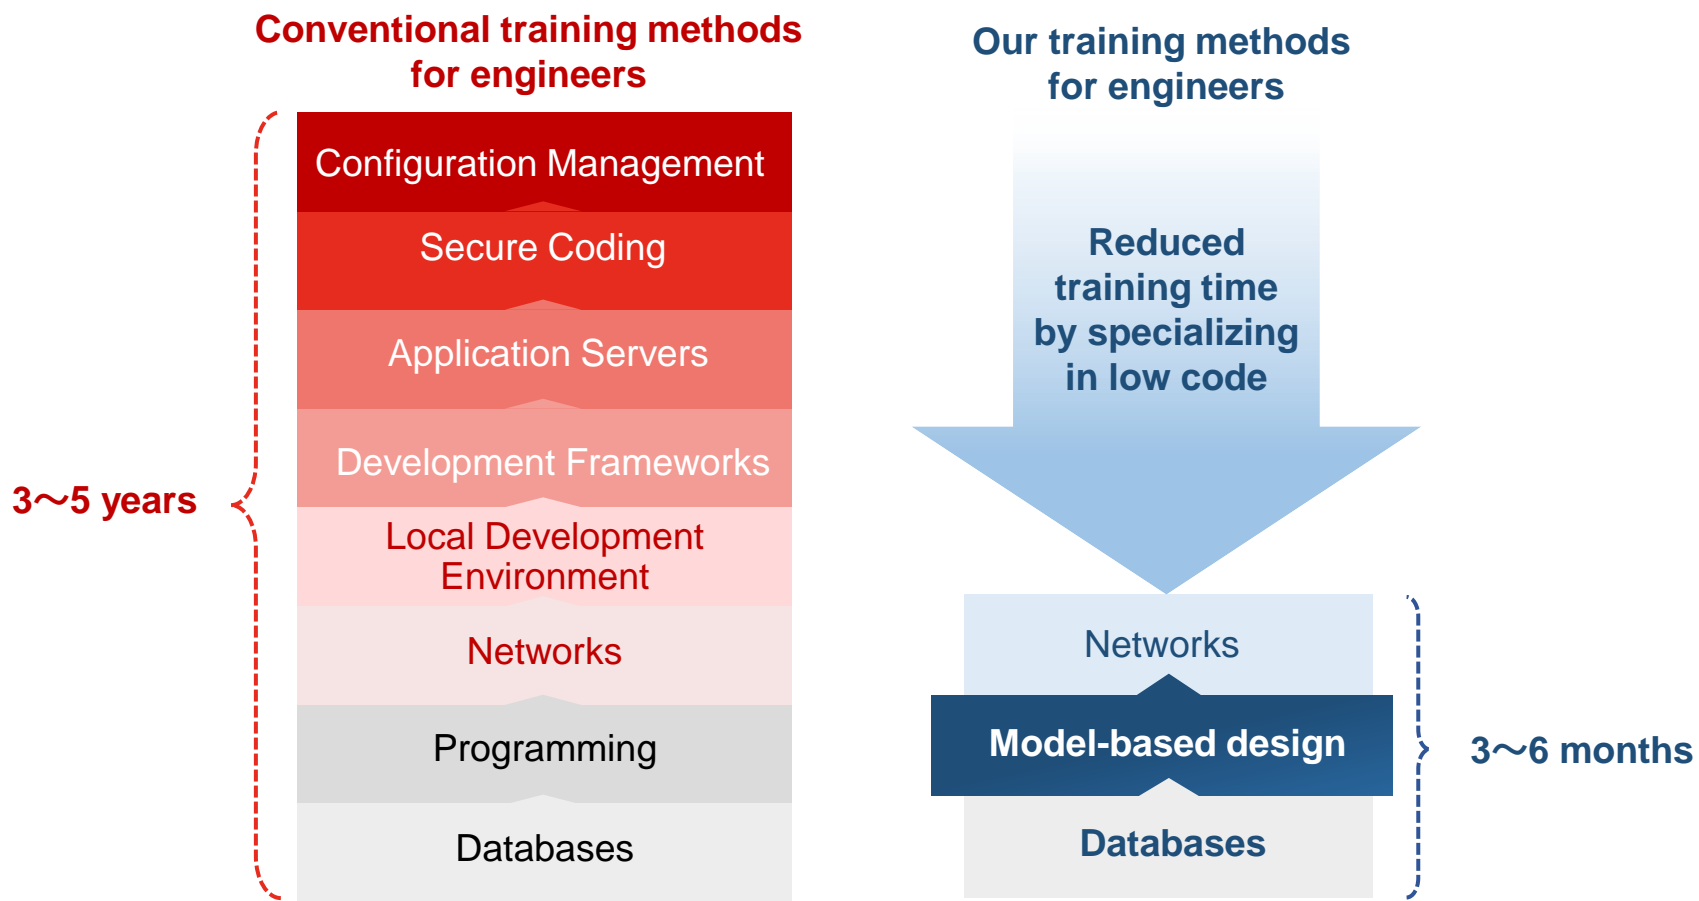 Conventional training methods
for engineers
Configuration Management
Secure Coding
Application Servers
Development Frameworks
Local Development
Environment
Networks
Programming
Databases
3～5 years
Our training methods
for engineers
Reduced
training time
by specializing
in low code
Networks
Model-based design
Databases
3～6 months